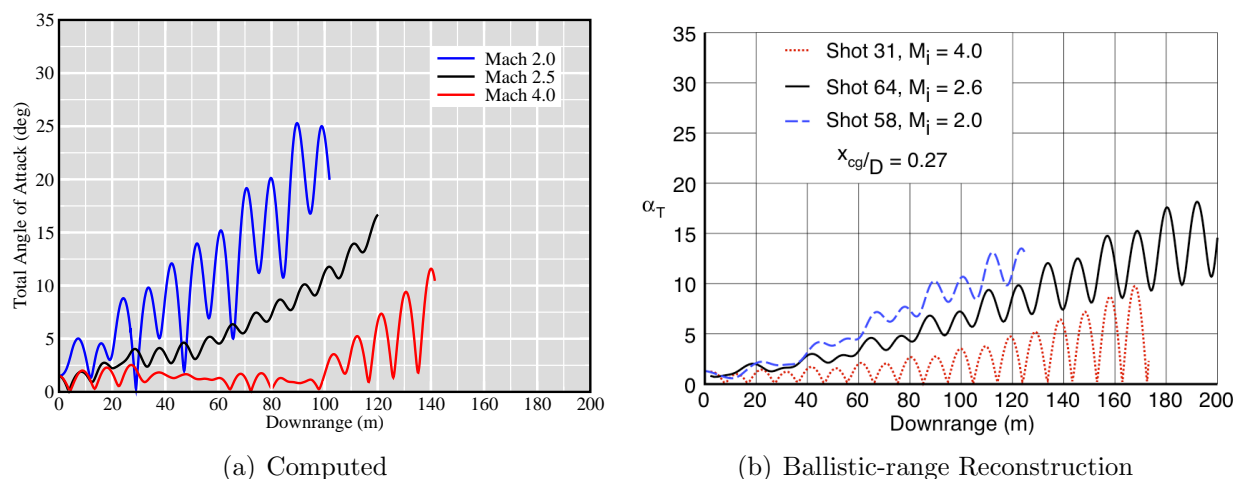 35
30
25
20
15
10
5
0
Total Angle of Attack (deg)
Mach 2.0
Mach 2.5
Mach 4.0
0 20 40 60 80 100 120 140 160 180 200
Downrange (m)
(a) Computed
35
30
25
20
15
10
5
0
α_T
Shot 31, M_i = 4.0
Shot 64, M_i = 2.6
Shot 58, M_i = 2.0
x_cg/D = 0.27
0 20 40 60 80 100 120 140 160 180 200
Downrange (m)
(b) Ballistic-range Reconstruction